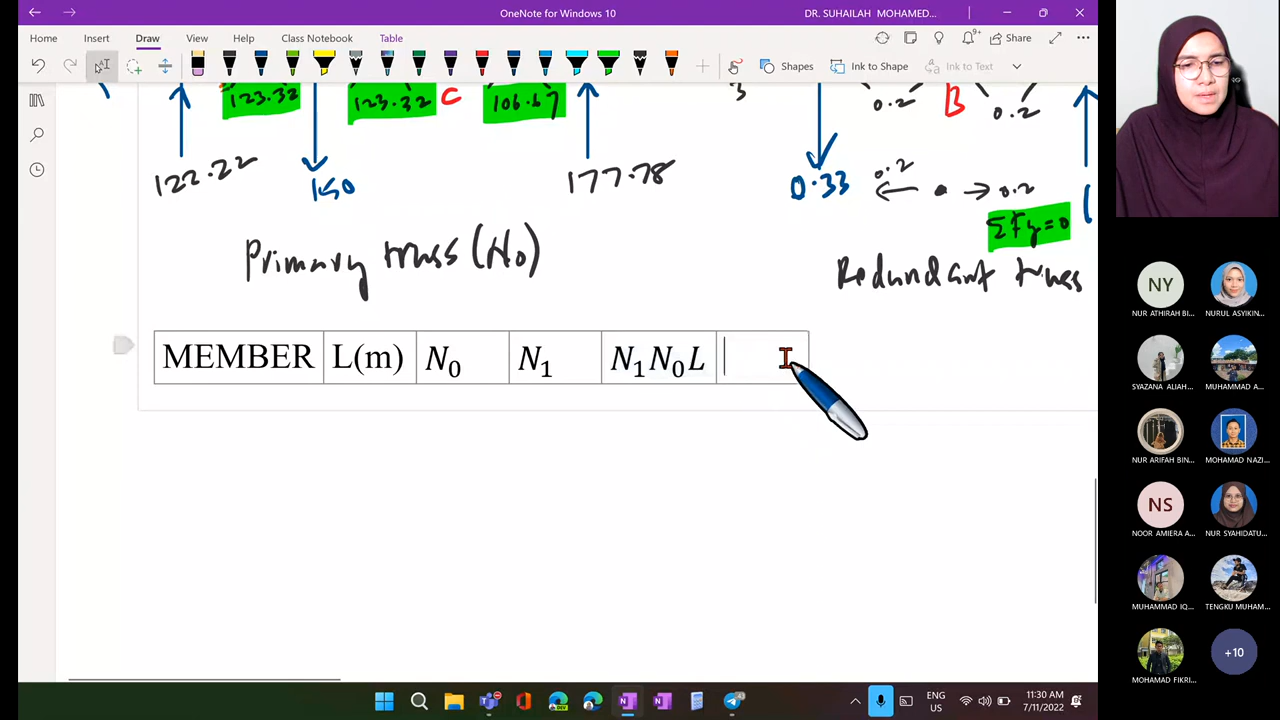 OneNote for Windows 10
DR. SUHAILAH MOHAMED...
Home
Insert
Draw
View
Help
Class Notebook
Table
Share
Shapes
Ink to Shape
Ink to Text
123.32
123.32
C
106.67
0.2
B
0.2
122.22
150
177.78
0.33
0.2
0.2
ΣFy=0
Primary truss (N0)
Redundant truss
MEMBER L(m) N₀ N₁ N₁N₀L
NY
NUR ATHIRAH BI...
NURUL ASYIKIN...
SYAZANA ALIAH...
MUHAMMAD A...
NUR ARIFAH BIN...
MOHAMAD NAZI...
NS
NOOR AMIERA A...
NUR SYAHIDATU...
MUHAMMAD IQ...
TENGKU MUHAM...
MOHAMAD FIKRI...
+10
ENG
US
11:30 AM
7/11/2022